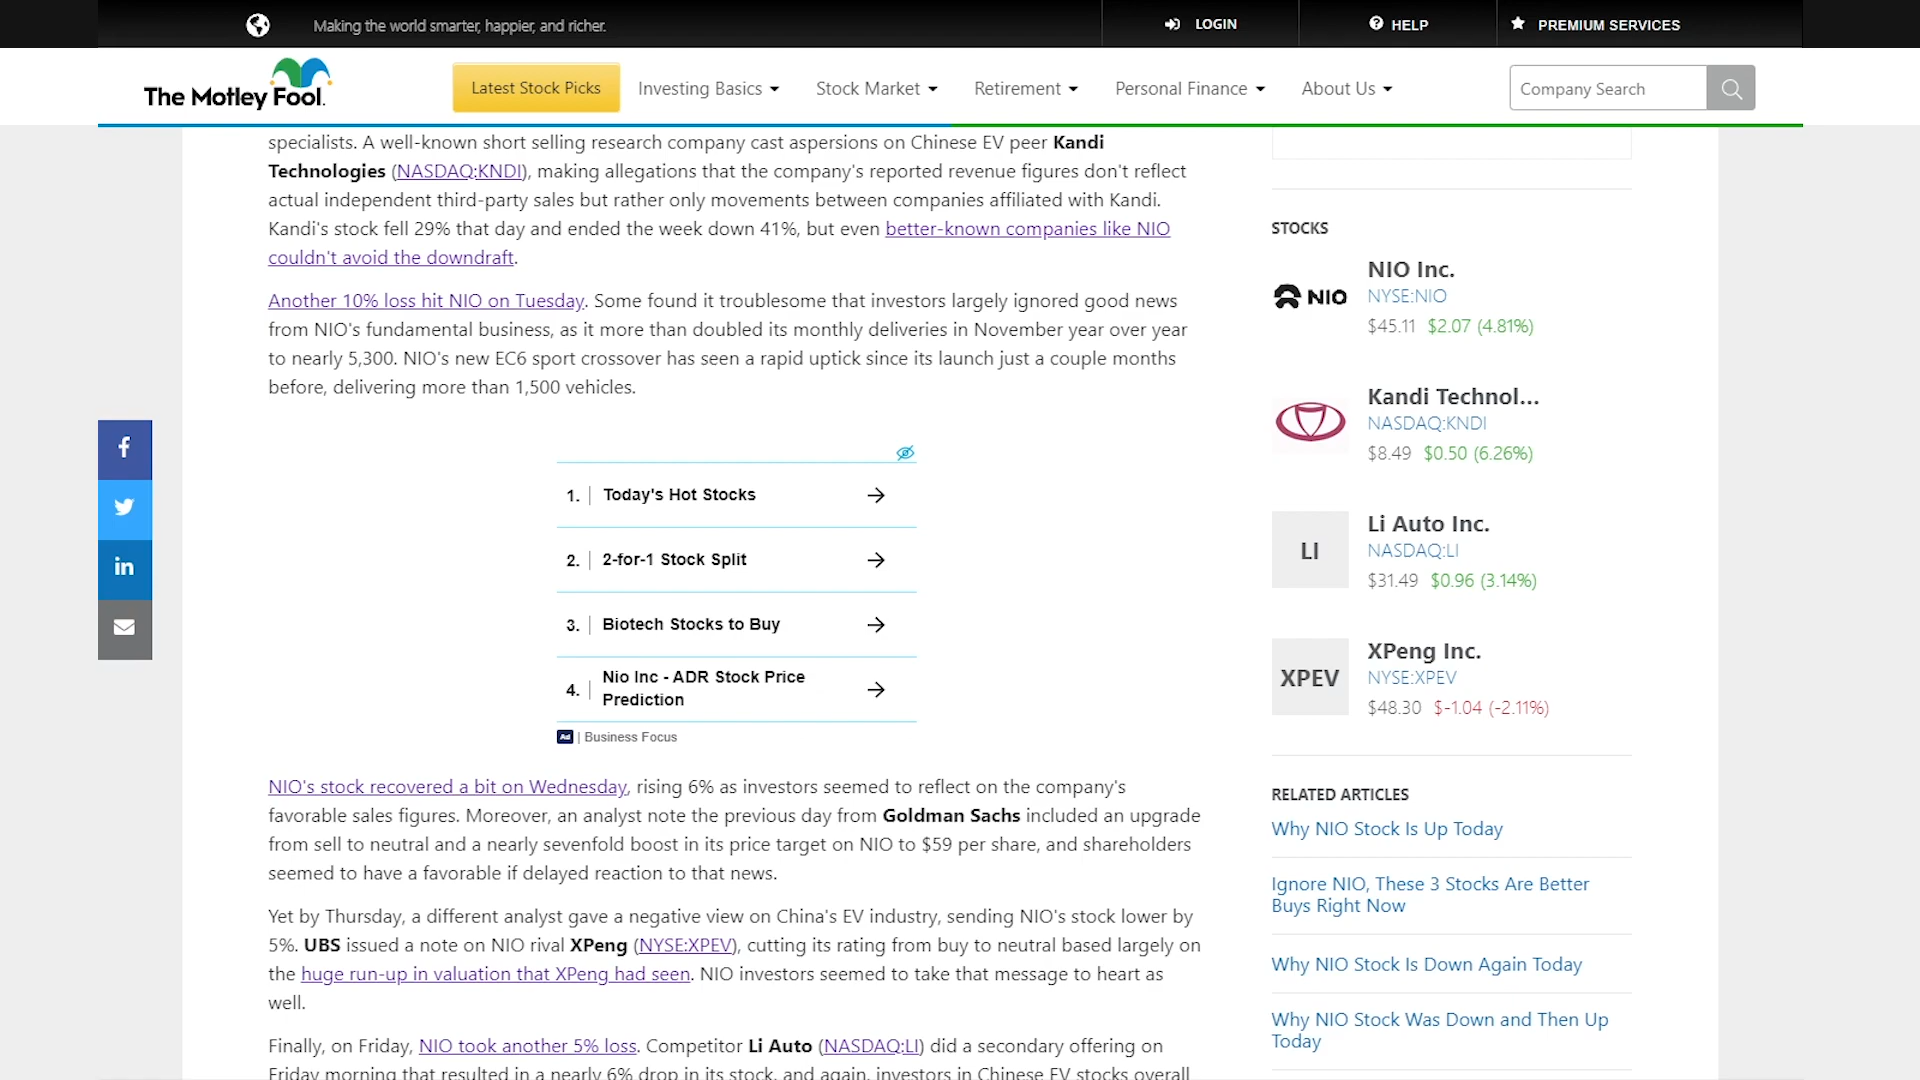 Making the world smarter, happier, and richer.
LOGIN
HELP
PREMIUM SERVICES
The Motley Fool.
Latest Stock Picks
Investing Basics
Stock Market
Retirement
Personal Finance
About Us
Company Search
specialists. A well-known short selling research company cast aspersions on Chinese EV peer Kandi
Technologies (NASDAQ:KNDI), making allegations that the company's reported revenue figures don't reflect
actual independent third-party sales but rather only movements between companies affiliated with Kandi.
Kandi's stock fell 29% that day and ended the week down 41%, but even better-known companies like NIO
couldn't avoid the downdraft.
Another 10% loss hit NIO on Tuesday. Some found it troublesome that investors largely ignored good news
from NIO's fundamental business, as it more than doubled its monthly deliveries in November year over year
to nearly 5,300. NIO's new EC6 sport crossover has seen a rapid uptick since its launch just a couple months
before, delivering more than 1,500 vehicles.
1. Today's Hot Stocks
2. 2-for-1 Stock Split
3. Biotech Stocks to Buy
4. Nio Inc - ADR Stock Price
Prediction
Ad | Business Focus
NIO's stock recovered a bit on Wednesday, rising 6% as investors seemed to reflect on the company's
favorable sales figures. Moreover, an analyst note the previous day from Goldman Sachs included an upgrade
from sell to neutral and a nearly sevenfold boost in its price target on NIO to $59 per share, and shareholders
seemed to have a favorable if delayed reaction to that news.
Yet by Thursday, a different analyst gave a negative view on China's EV industry, sending NIO's stock lower by
5%. UBS issued a note on NIO rival XPeng (NYSE:XPEV), cutting its rating from buy to neutral based largely on
the huge run-up in valuation that XPeng had seen. NIO investors seemed to take that message to heart as
well.
Finally, on Friday, NIO took another 5% loss. Competitor Li Auto (NASDAQ:LI) did a secondary offering on
Friday morning that resulted in a nearly 6% drop in its stock, and again, investors in Chinese EV stocks overall
STOCKS
NIO
NIO Inc.
NYSE:NIO
$45.11 $2.07 (4.81%)
Kandi Technol...
NASDAQ:KNDI
$8.49 $0.50 (6.26%)
LI
Li Auto Inc.
NASDAQ:LI
$31.49 $0.96 (3.14%)
XPEV
XPeng Inc.
NYSE:XPEV
$48.30 $-1.04 (-2.11%)
RELATED ARTICLES
Why NIO Stock Is Up Today
Ignore NIO, These 3 Stocks Are Better
Buys Right Now
Why NIO Stock Is Down Again Today
Why NIO Stock Was Down and Then Up
Today